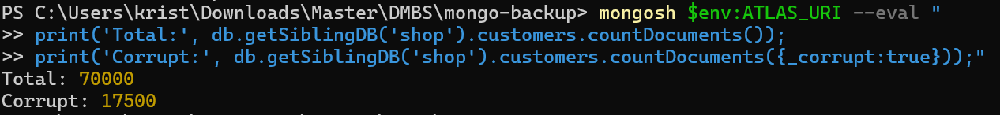 PS C:\Users\krist\Downloads\Master\DMBS\mongo-backup> mongosh $env:ATLAS_URI --eval "
>> print('Total:', db.getSiblingDB('shop').customers.countDocuments());
>> print('Corrupt:', db.getSiblingDB('shop').customers.countDocuments({_corrupt:true}));"
Total: 70000
Corrupt: 17500